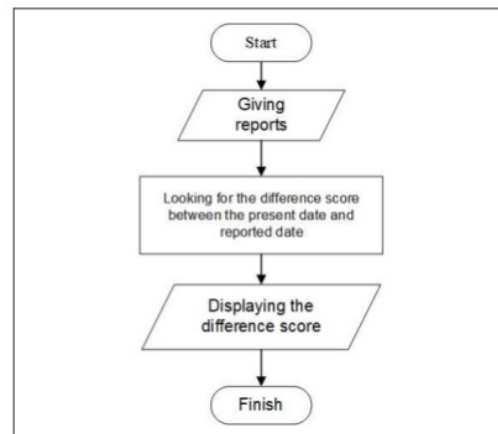 Start
Giving
reports
Looking for the difference score
between the present date and
reported date
Displaying the
difference score
Finish